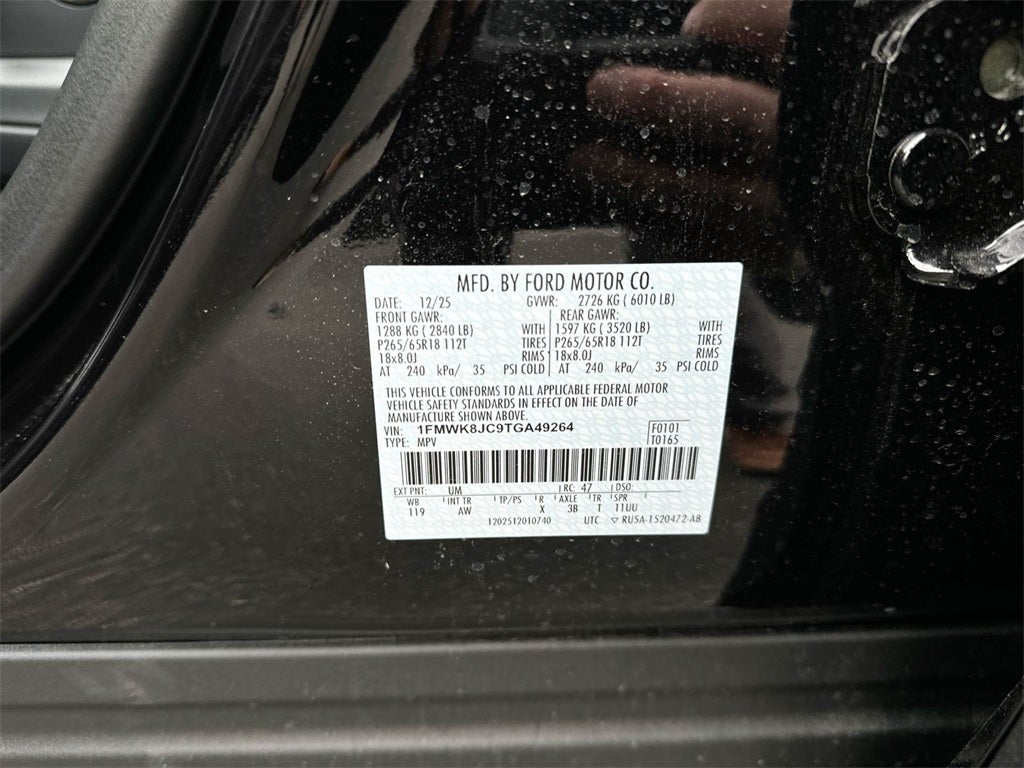 MFD. BY FORD MOTOR CO.
DATE: 12/25 GVWR: 2726 KG ( 6010 LB)
FRONT GAWR: REAR GAWR:
1288 KG ( 2840 LB) WITH 1597 KG ( 3520 LB) WITH
P265/65R18 112T TIRES P265/65R18 112T TIRES
18x8.0J RIMS 18x8.0J RIMS
AT 240 kPa/ 35 PSI COLD AT 240 kPa/ 35 PSI COLD
THIS VEHICLE CONFORMS TO ALL APPLICABLE FEDERAL MOTOR
VEHICLE SAFETY STANDARDS IN EFFECT ON THE DATE OF
MANUFACTURE SHOWN ABOVE.
VIN: 1FMWK8JC9TGA49264 F0101
TYPE: MPV T0165
EXT PNT: UM RC: 47 DSO:
WB INT TR TP/PS R AXLE TR SPR
119 AW X 3B T 11UU
1202512010740 UTC ▽ RU5A-1520472-AB